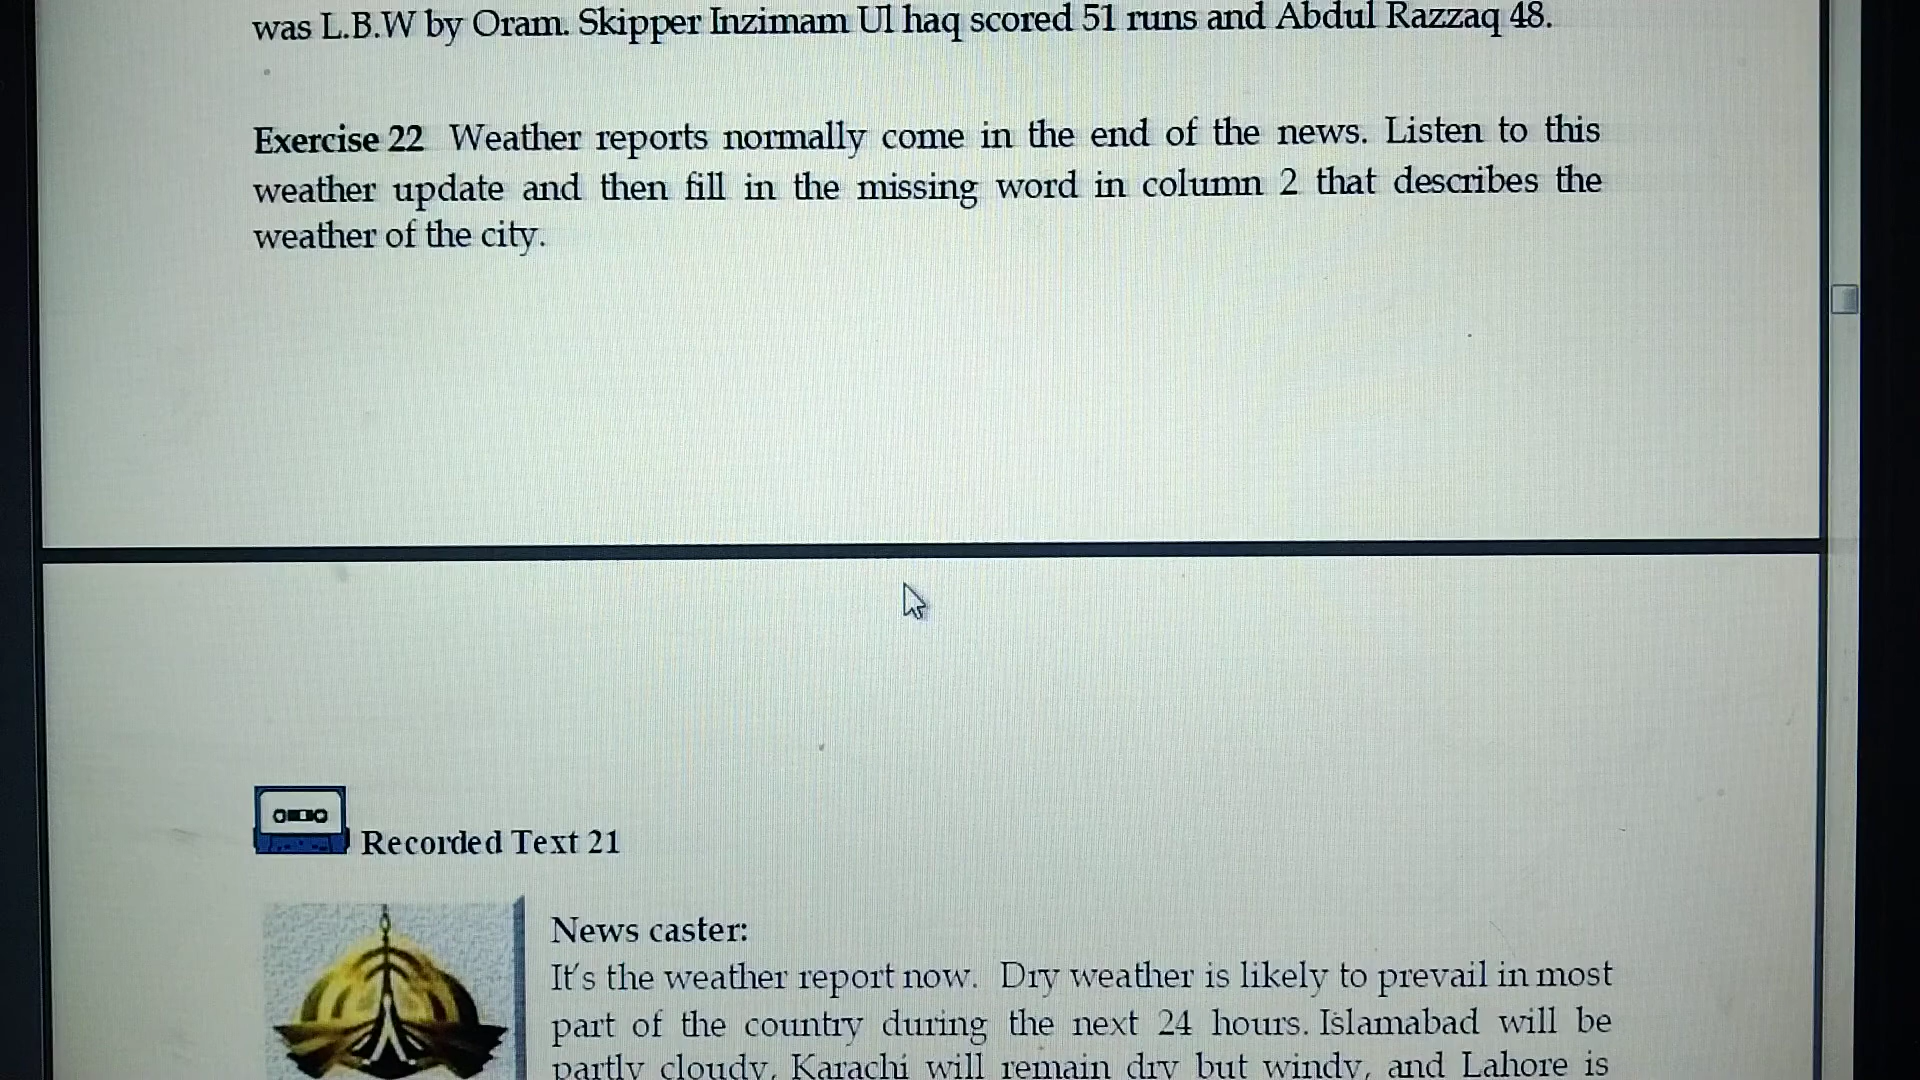 was L.B.W by Oram. Skipper Inzimam Ul haq scored 51 runs and Abdul Razzaq 48.
Exercise 22 Weather reports normally come in the end of the news. Listen to this
weather update and then fill in the missing word in column 2 that describes the
weather of the city.
Recorded Text 21
News caster:
It's the weather report now. Dry weather is likely to prevail in most
part of the country during the next 24 hours. Islamabad will be
partly cloudy, Karachi will remain dry but windy, and Lahore is